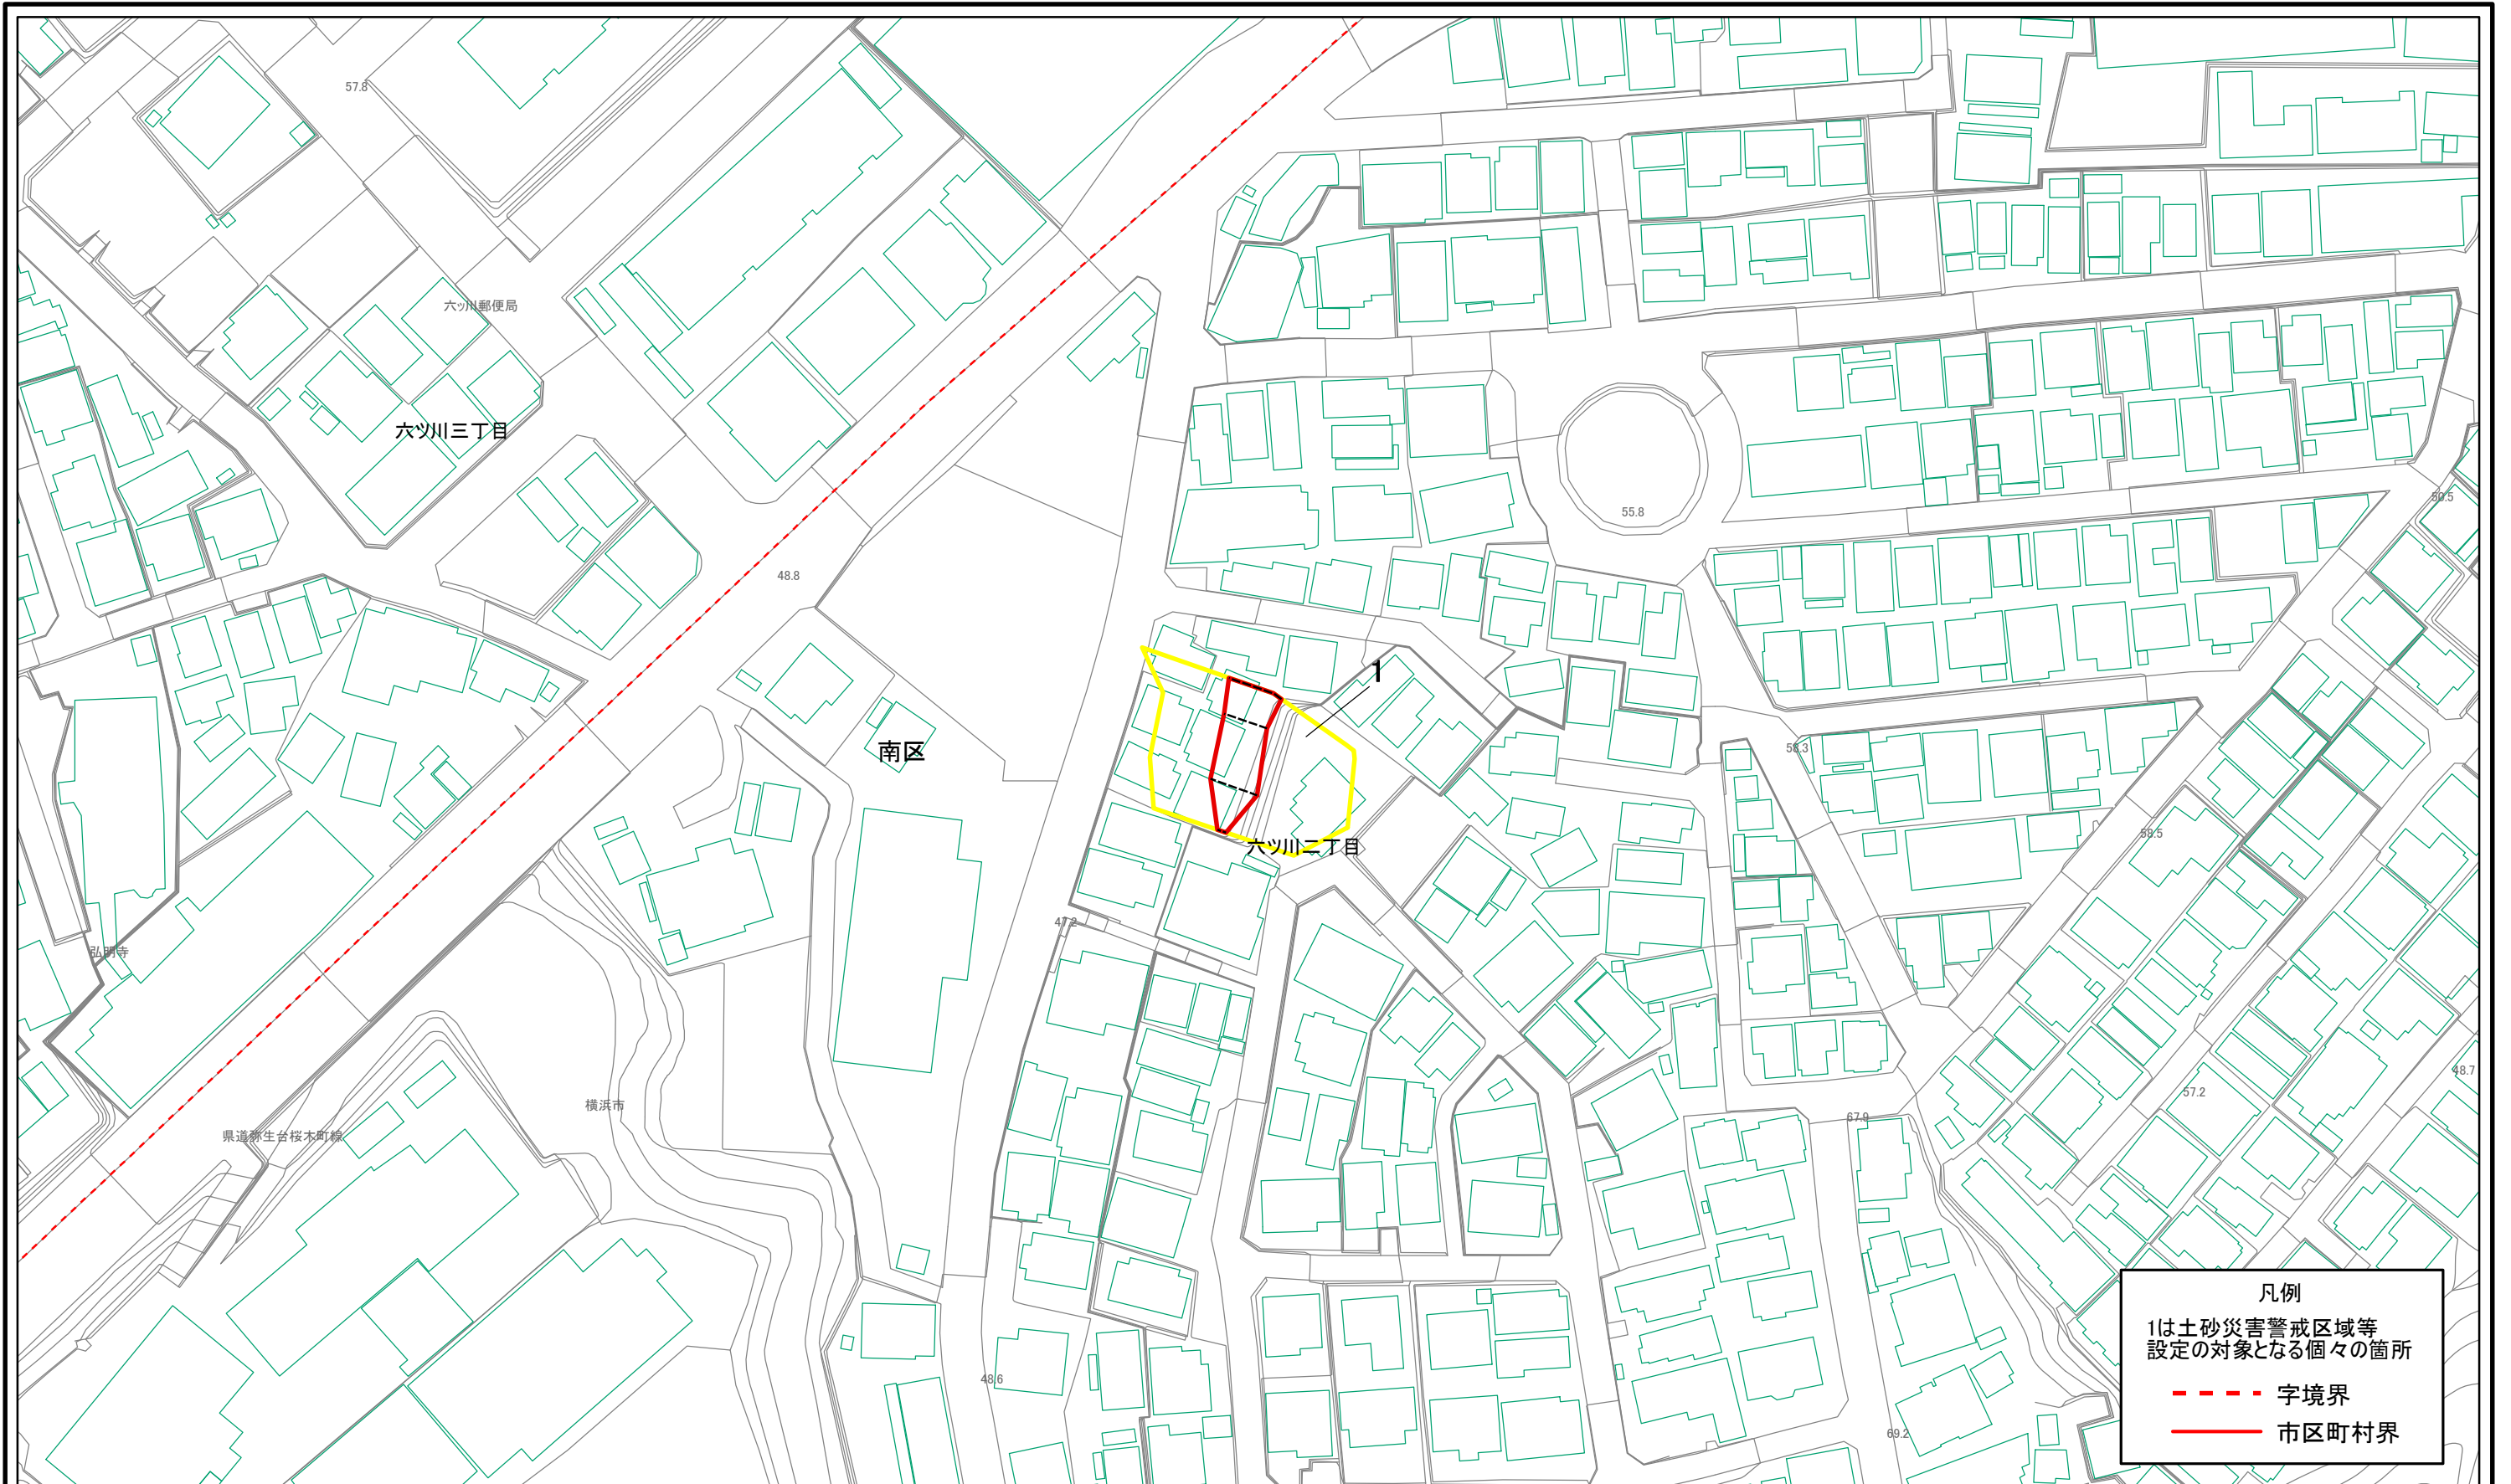 57.8
六ッ川郵便局
六ツ川三丁目
50.5
55.8
48.8
1
南区
58.3
58.5
六ツ川二丁目
47.2
弘明寺
48.7
57.2
横浜市
67.9
県道弥生台桜木町線
48.6
69.2
凡例
1は土砂災害警戒区域等
設定の対象となる個々の箇所
字境界
市区町村界